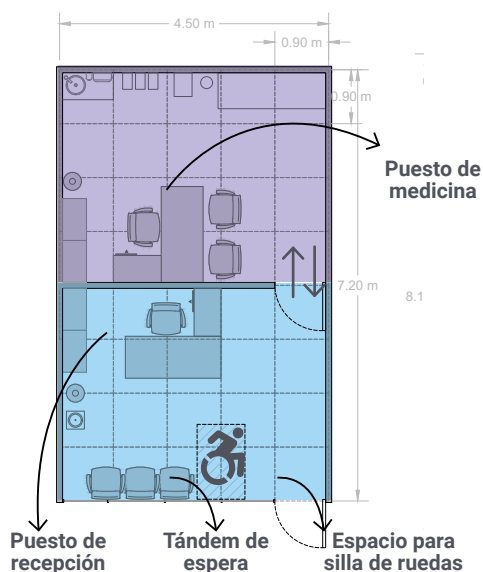 4.50 m
0.90 m
0.90 m
Puesto de
medicina
7.20 m
8.1
Puesto de
recepción
Tándem de
espera
Espacio para
silla de ruedas